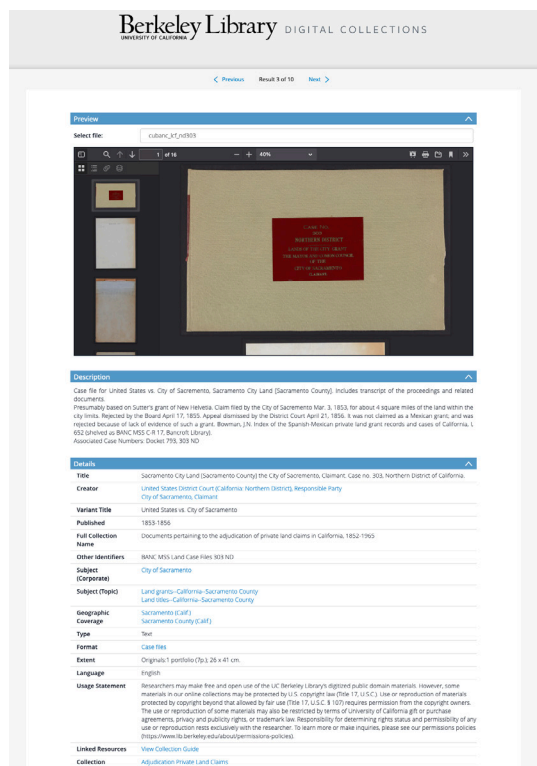 Berkeley Library DIGITAL COLLECTIONS
UNIVERSITY OF CALIFORNIA
Previous Result 3 of 10 Next
Preview
Select file: cubanc_lcf_nd303
1 of 16 40%
NORTHERN DISTRICT
LANDS OF THE CITY GRANT
THE MAYOR AND COMMON COUNCIL
OF THE
CITY OF SACRAMENTO
CLAIMANT
Description
Case file for United States vs. City of Sacremento, Sacramento City Land [Sacramento County]. Includes transcript of the proceedings and related
documents.
Presumably based on Sutter's grant of New Helvetia. Claim filed by the City of Sacremento Mar. 3, 1853, for about 4 square miles of the land within the
city limits. Rejected by the Board April 17, 1855. Appeal dismissed by the District Court April 21, 1856. It was not claimed as a Mexican grant; and was
rejected because of lack of evidence of such a grant. Bowman, J.N. Index of the Spanish-Mexican private land grant records and cases of California, I,
652 (shelved as BANC MSS C-R 17, Bancroft Library).
Associated Case Numbers: Docket 793, 303 ND
Details
Title Sacramento City Land [Sacramento County] the City of Sacremento, Claimant. Case no. 303, Northern District of California.
Creator United States District Court (California: Northern District), Responsible Party
City of Sacramento, Claimant
Variant Title United States vs. City of Sacramento
Published 1853-1856
Full Collection Name Documents pertaining to the adjudication of private land claims in California, 1852-1965
Other Identifiers BANC MSS Land Case Files 303 ND
Subject (Corporate) City of Sacramento
Subject (Topic) Land grants--California--Sacramento County
Land titles--California--Sacramento County
Geographic Coverage Sacramento (Calif.)
Sacramento County (Calif.)
Type Text
Format Case files
Extent Originals:1 portfolio (7p.); 26 x 41 cm.
Language English
Usage Statement Researchers may make free and open use of the UC Berkeley Library's digitized public domain materials. However, some
materials in our online collections may be protected by U.S. copyright law (Title 17, U.S.C.). Use or reproduction of materials
protected by copyright beyond that allowed by fair use (Title 17, U.S.C. § 107) requires permission from the copyright owners.
The use or reproduction of some materials may also be restricted by terms of University of California gift or purchase
agreements, privacy and publicity rights, or trademark law. Responsibility for determining rights status and permissibility of any
use or reproduction rests exclusively with the researcher. To learn more or make inquiries, please see our permissions policies
(https://www.lib.berkeley.edu/about/permissions-policies).
Linked Resources View Collection Guide
Collection Adjudication Private Land Claims